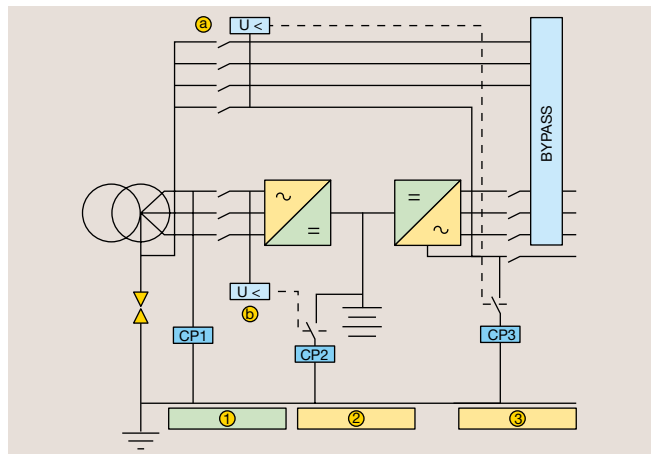 a U <
BYPASS
~
=
=
~
U <
b
CP1
CP2
CP3
1 2 3